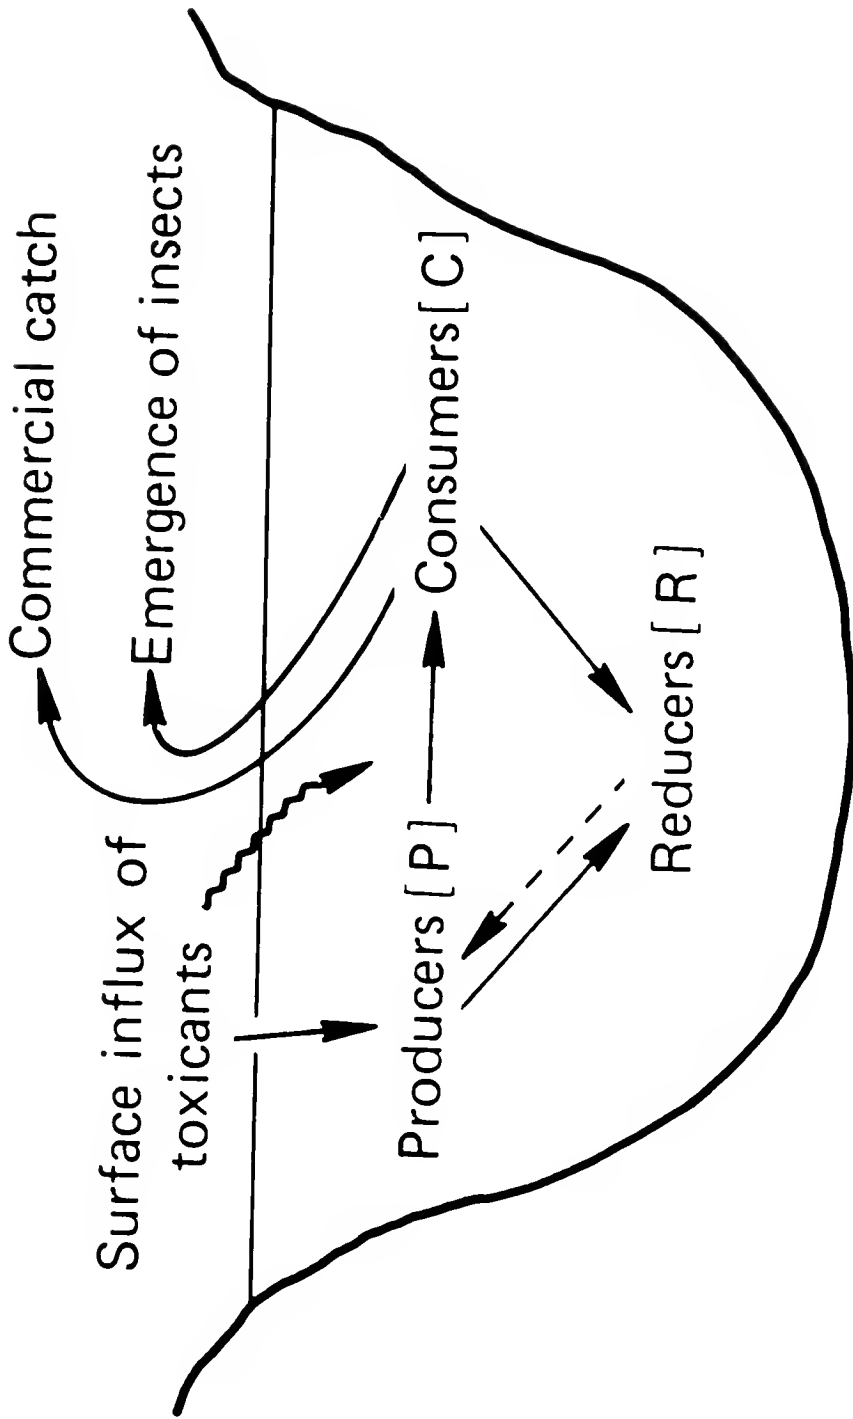 Commercial catch
Surface influx of
toxicants
Emergence of insects
Producers [P]
Consumers [C]
Reducers [R]